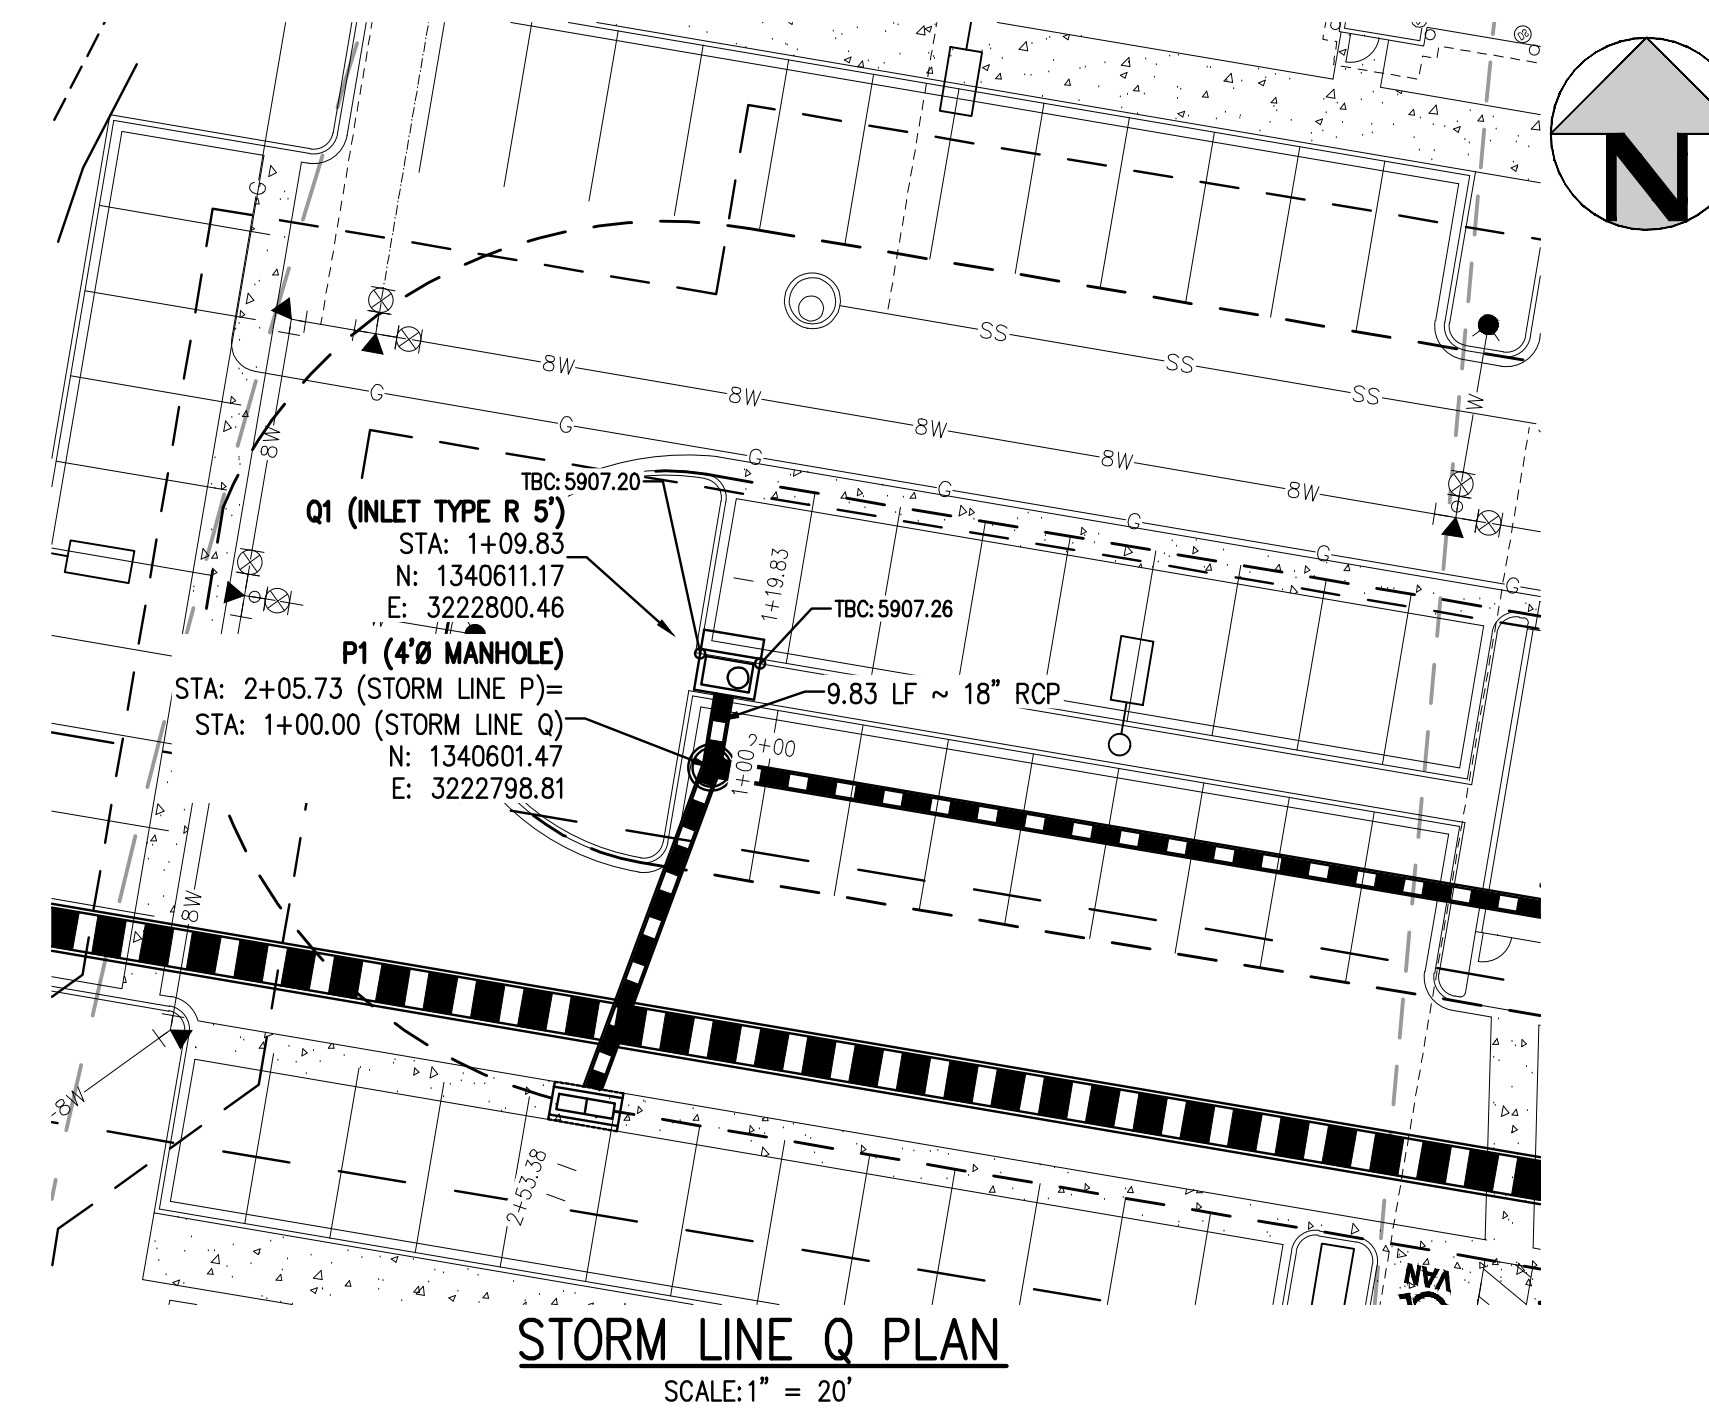 N
D2
G
SS
SS
SS
W
8W
8W
8W
8W
8W
G
G
G
G
G
G
G
8W
TBC: 5907.20
Q1 (INLET TYPE R 5')
STA: 1+09.83
N: 1340611.17
E: 3222800.46
1+19.83
TBC: 5907.26
P1 (4'Ø MANHOLE)
STA: 2+05.73 (STORM LINE P)=
STA: 1+00.00 (STORM LINE Q)
N: 1340601.47
E: 3222798.81
9.83 LF ~ 18" RCP
2+00
1+00
8W
8W
2+53.38
VAN
STORM LINE Q PLAN
SCALE: 1" = 20'